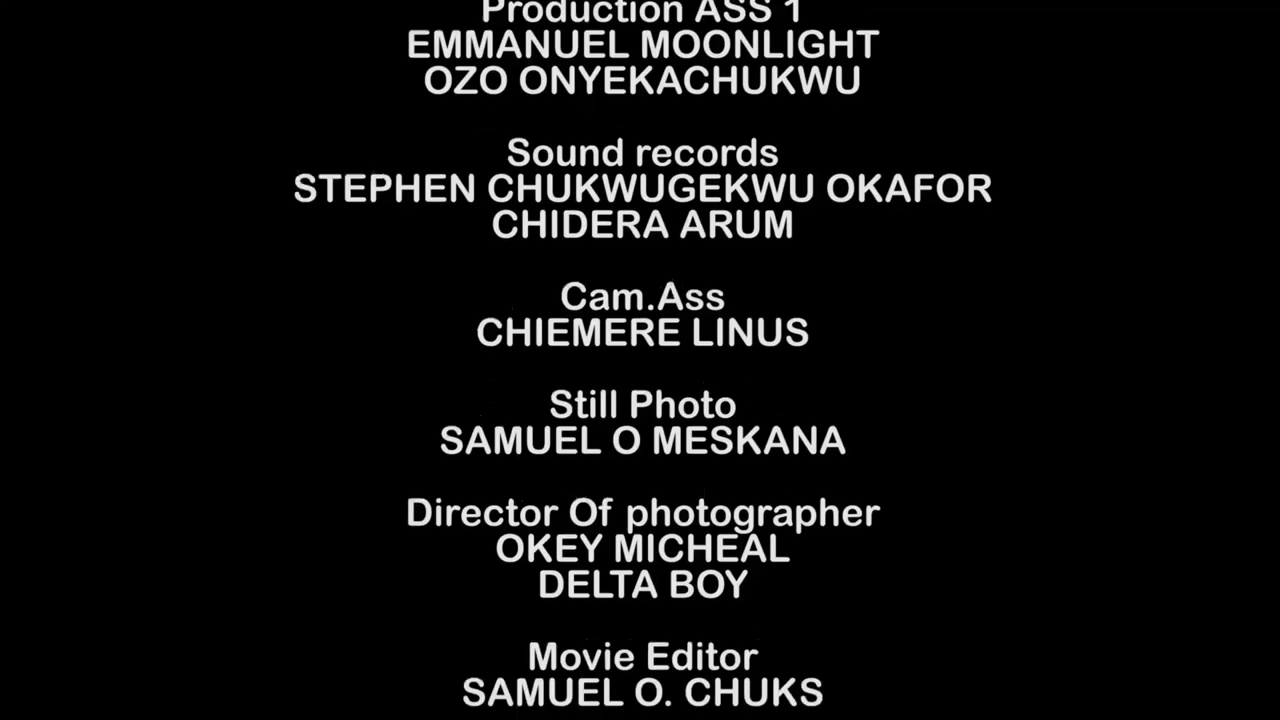 Production ASS 1
EMMANUEL MOONLIGHT
OZO ONYEKACHUKWU
Sound records
STEPHEN CHUKWUGEKWU OKAFOR
CHIDERA ARUM
Cam.Ass
CHIEMERE LINUS
Still Photo
SAMUEL O MESKANA
Director Of photographer
OKEY MICHEAL
DELTA BOY
Movie Editor
SAMUEL O. CHUKS